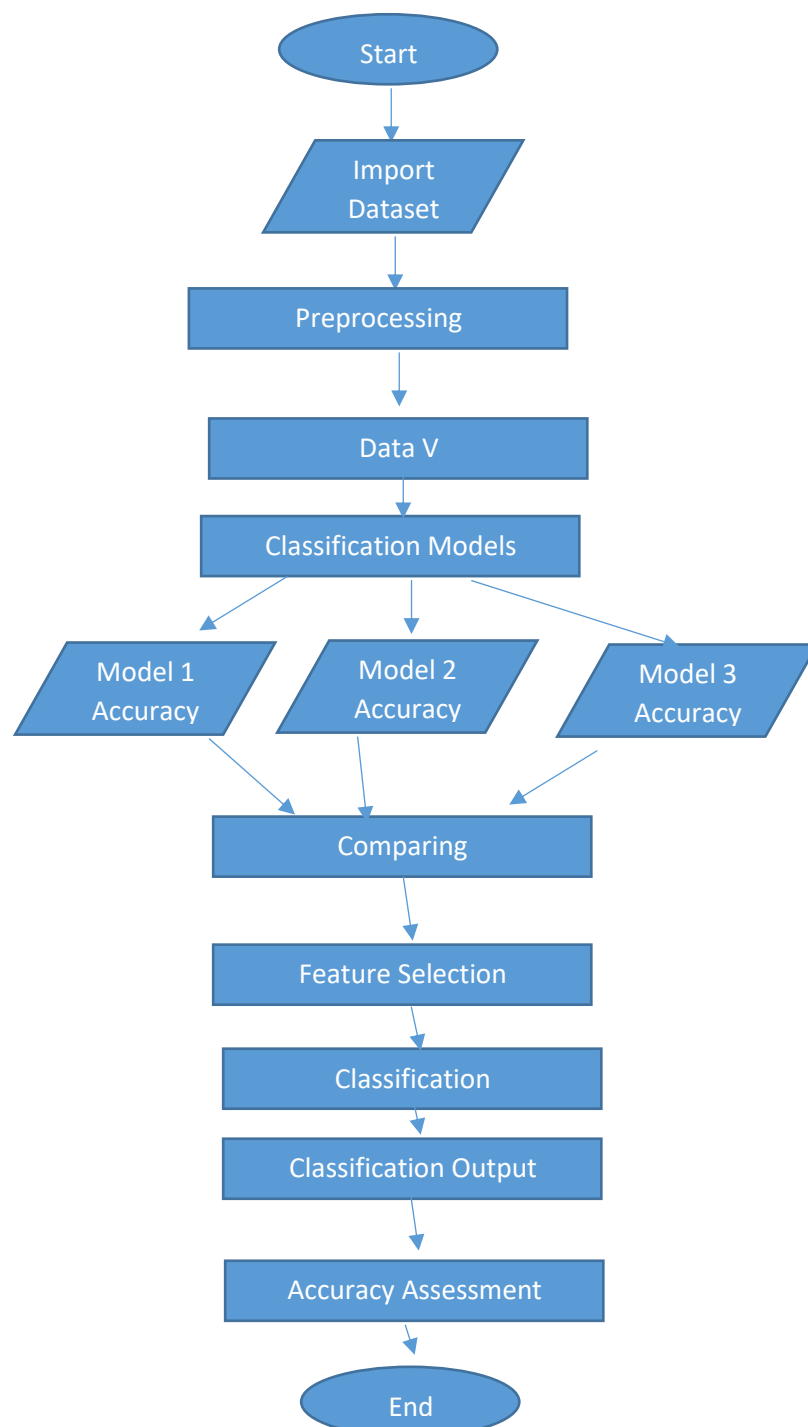 Start
Import
Dataset
Preprocessing
Data V
Classification Models
Model 1
Accuracy
Model 2
Accuracy
Model 3
Accuracy
Comparing
Feature Selection
Classification
Classification Output
Accuracy Assessment
End